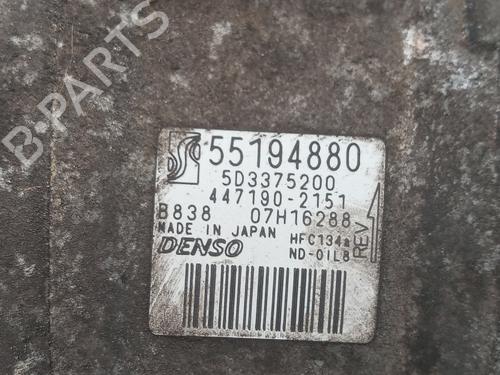 B-PARTS
55194880
5D3375200
447190-2151
B838 07H16288
MADE IN JAPAN HFC134a
DENSO ND-OIL8
REV